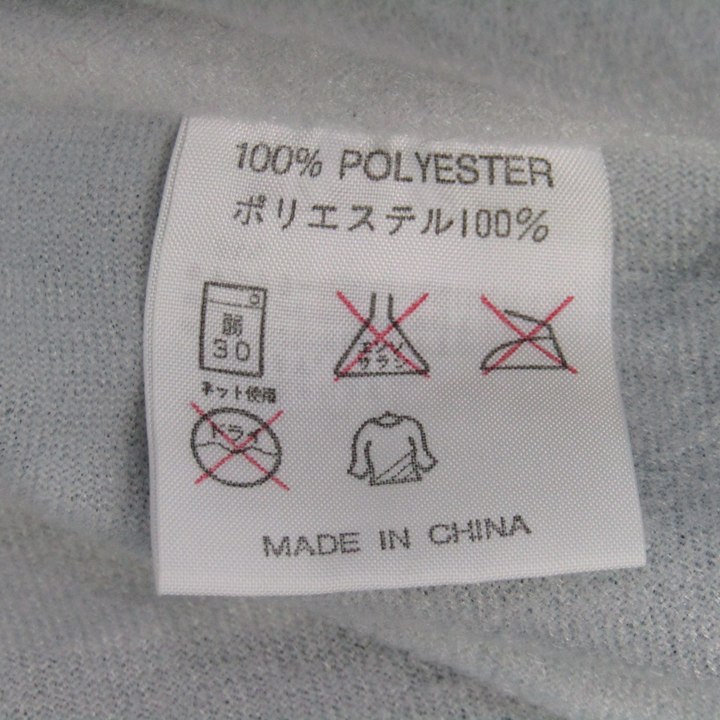 100% POLYESTER
ポリエステル100%
弱
30
エンソ
サラシ
ネット使用
ドライ
MADE IN CHINA